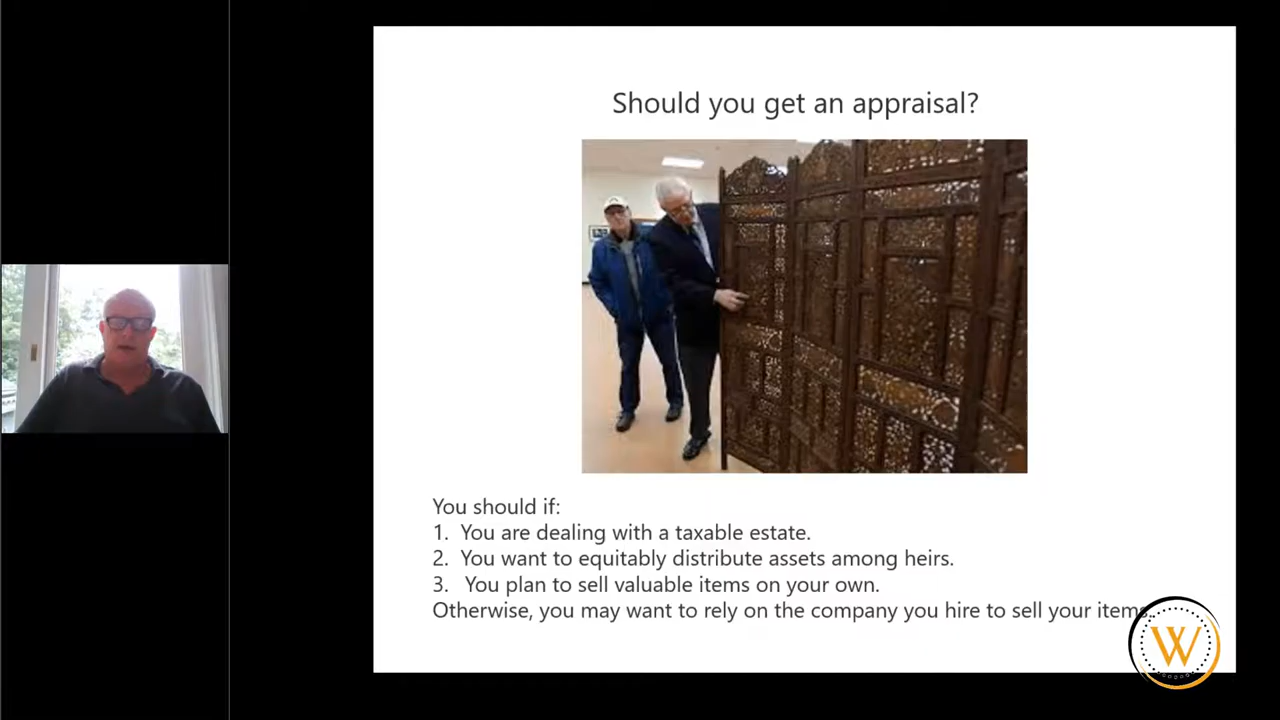 Should you get an appraisal?
You should if:
1. You are dealing with a taxable estate.
2. You want to equitably distribute assets among heirs.
3. You plan to sell valuable items on your own.
Otherwise, you may want to rely on the company you hire to sell your items.
W